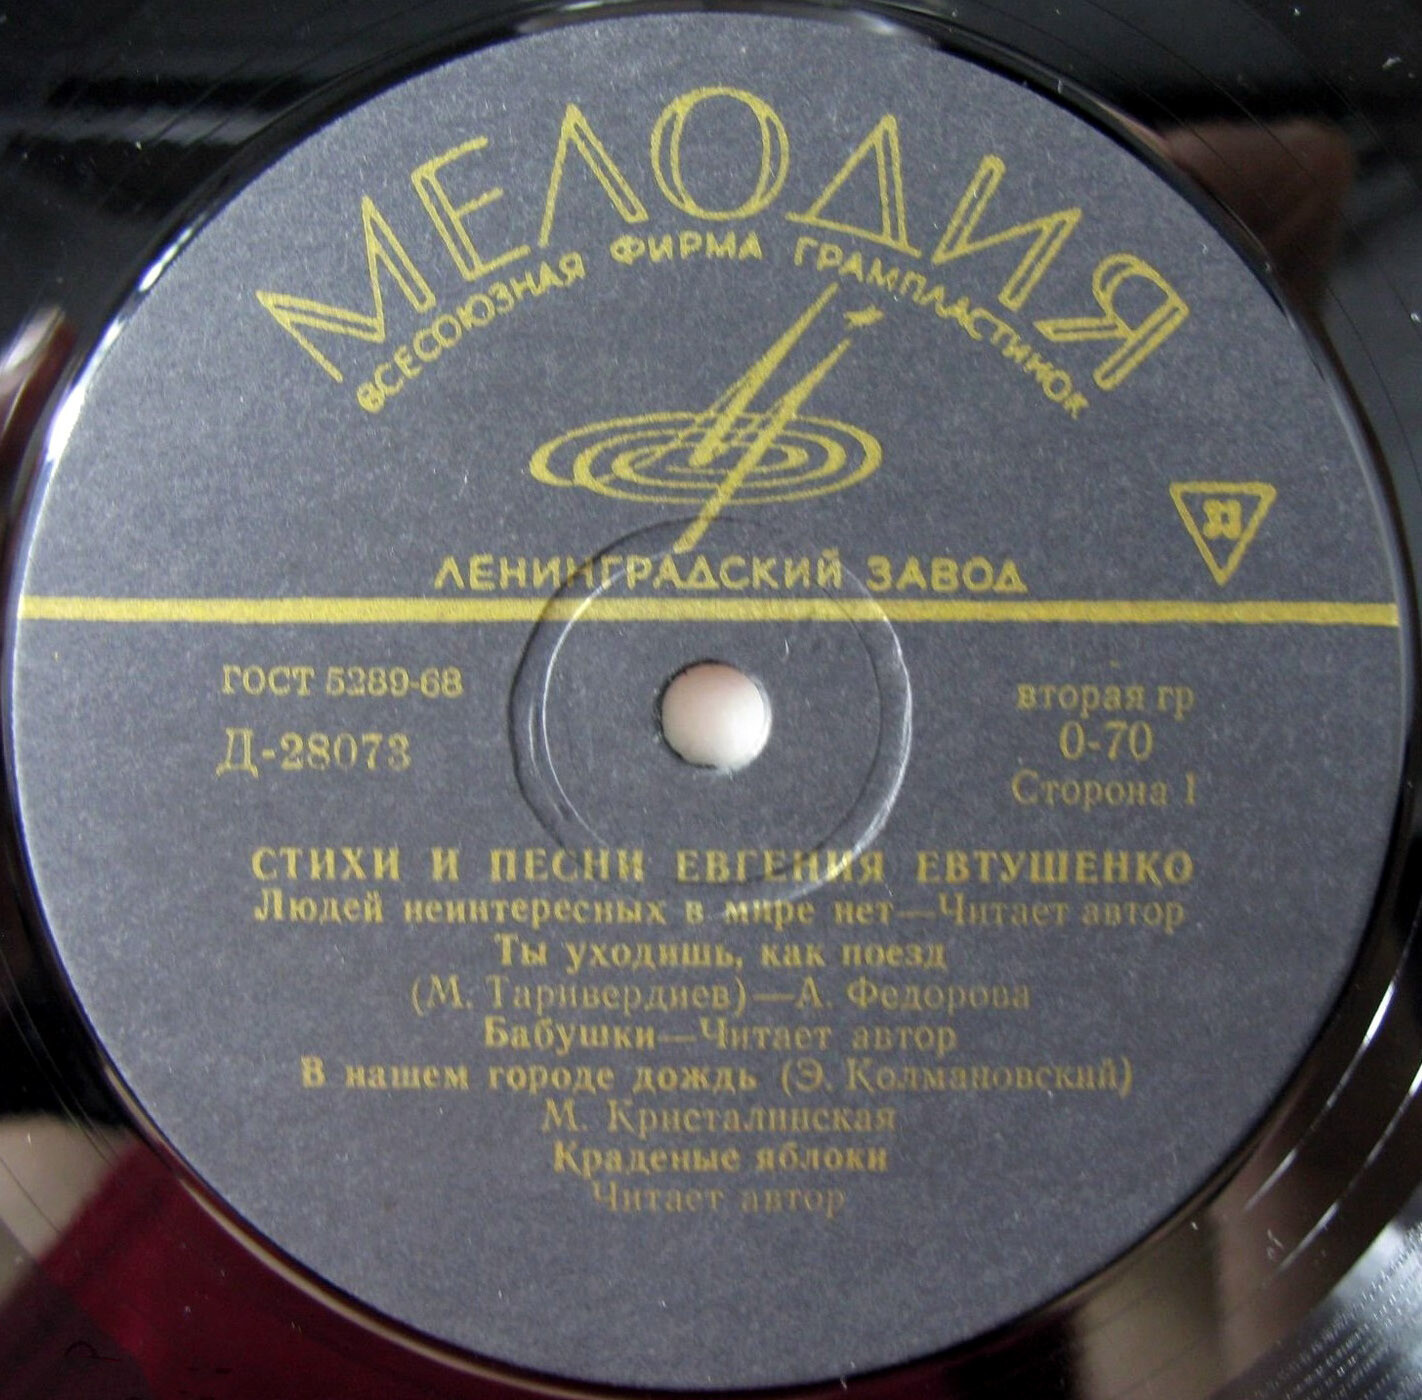 МЕЛОДИЯ
ВСЕСОЮЗНАЯ ФИРМА ГРАМПЛАСТИНОК
ЛЕНИНГРАДСКИЙ ЗАВОД
ГОСТ 5289-68
Д-28073
вторая гр
0-70
Сторона 1
СТИХИ И ПЕСНИ ЕВГЕНИЯ ЕВТУШЕНКО
Людей неинтересных в мире нет—Читает автор
Ты уходишь, как поезд
(М. Таривердиев)—А. Федорова
Бабушки—Читает автор
В нашем городе дождь (Э. Колмановский)
М. Кристалинская
Краденые яблоки
Читает автор